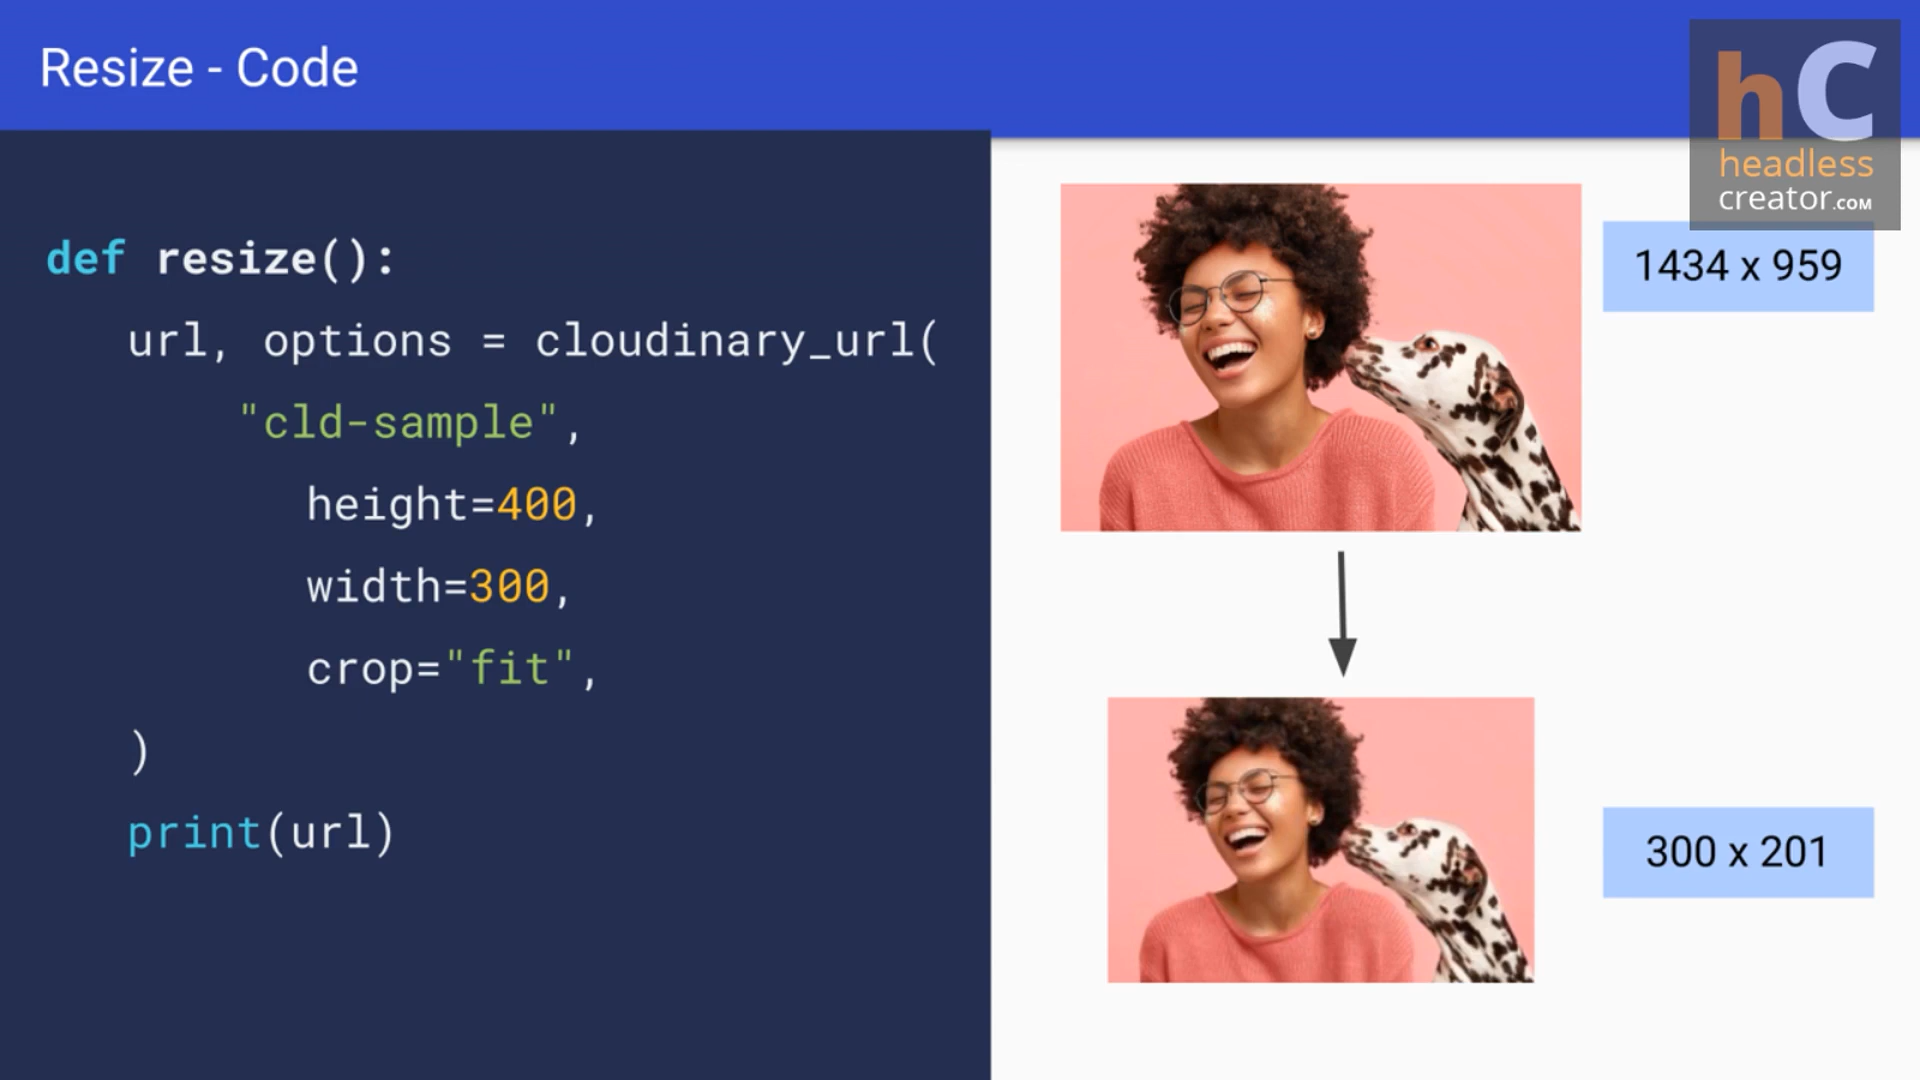 Resize - Code
hC
headless
creator.COM
def resize():
url, options = cloudinary_url(
"cld-sample",
height=400,
width=300,
crop="fit",
)
print(url)
1434 x 959
300 x 201